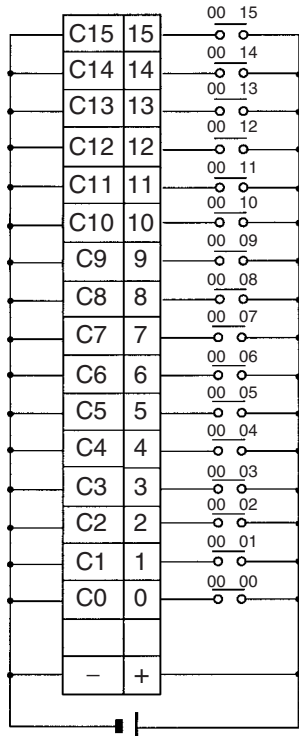 00 15
C15 15
00 14
C14 14
00 13
C13 13
00 12
C12 12
00 11
C11 11
00 10
C10 10
00 09
C9 9
00 08
C8 8
00 07
C7 7
00 06
C6 6
00 05
C5 5
00 04
C4 4
00 03
C3 3
00 02
C2 2
00 01
C1 1
00 00
C0 0
− +